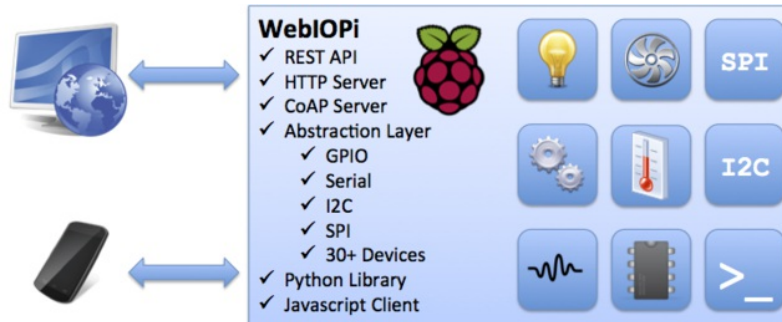 WebIOPi
✓ REST API
✓ HTTP Server
✓ CoAP Server
✓ Abstraction Layer
✓ GPIO
✓ Serial
✓ I2C
✓ SPI
✓ 30+ Devices
✓ Python Library
✓ Javascript Client
SPI
I2C
>_